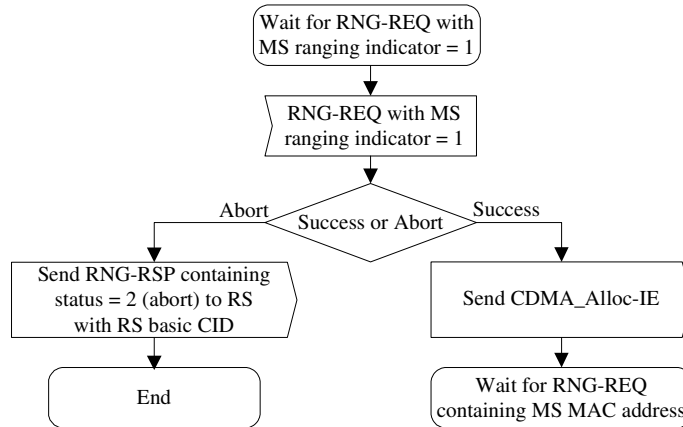 Wait for RNG-REQ with
MS ranging indicator = 1
RNG-REQ with MS
ranging indicator = 1
Abort
Success or Abort
Success
Send RNG-RSP containing
status = 2 (abort) to RS
with RS basic CID
Send CDMA_Alloc-IE
End
Wait for RNG-REQ
containing MS MAC address